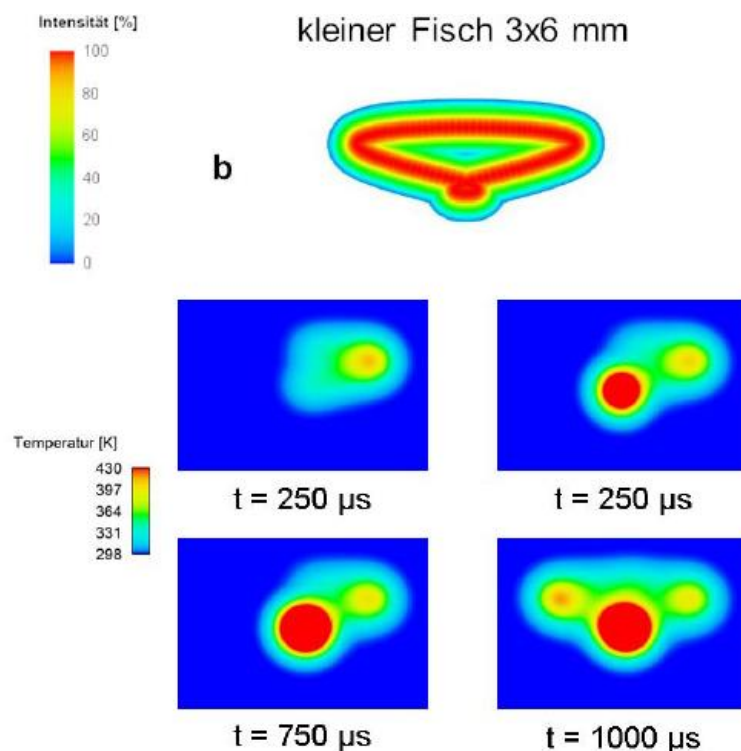 Intensität [%]
kleiner Fisch 3x6 mm
100
80
60
40
20
0
b
t = 250 µs
t = 250 µs
Temperatur [K]
430
397
364
331
298
t = 750 µs
t = 1000 µs